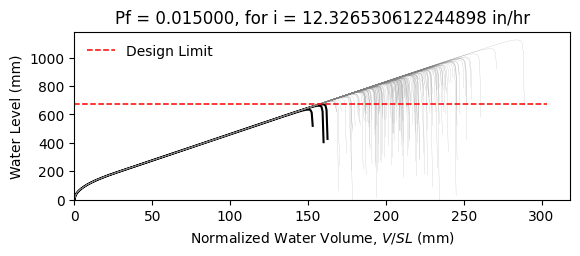 Pf = 0.015000, for i = 12.326530612244898 in/hr
Design Limit
Water Level (mm)
1000
800
600
400
200
0
0 50 100 150 200 250 300
Normalized Water Volume, V/SL (mm)